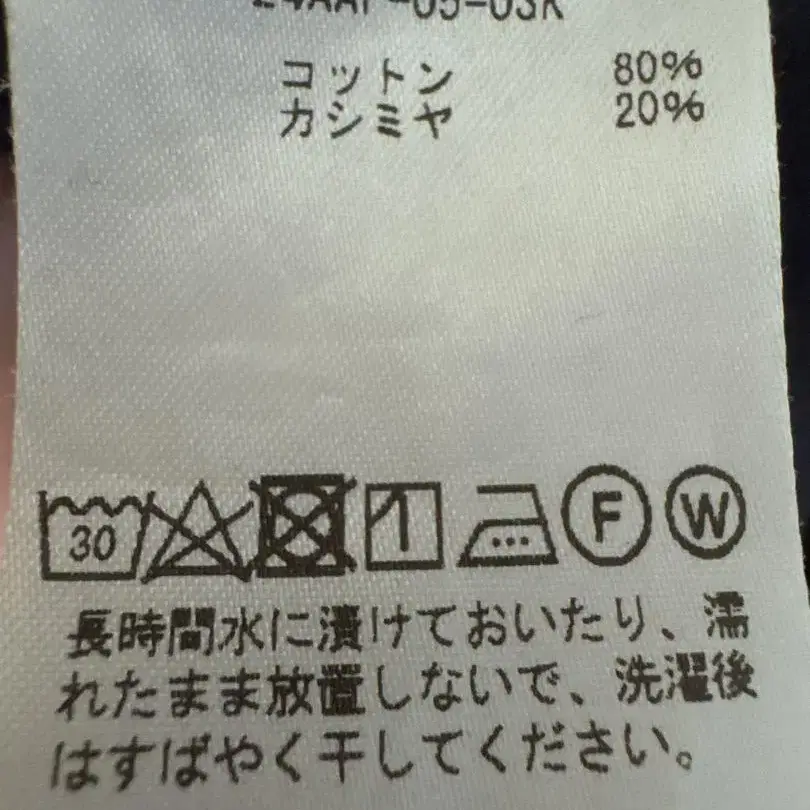 コットン 80%
カシミヤ 20%
30 F W
長時間水に漬けておいたり、濡
れたまま放置しないで、洗濯後
はすばやく干してください。